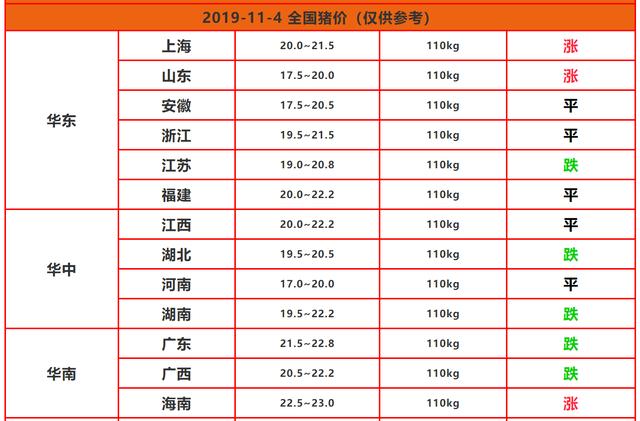 2019-11-4 全国猪价（仅供参考）
华东
上海 20.0~21.5 110kg 涨
山东 17.5~20.0 110kg 涨
安徽 17.5~20.5 110kg 平
浙江 19.5~21.5 110kg 平
江苏 19.0~20.8 110kg 跌
福建 20.0~22.2 110kg 平
华中
江西 20.0~22.2 110kg 平
湖北 19.5~20.5 110kg 跌
河南 17.0~20.0 110kg 平
湖南 19.5~22.2 110kg 跌
华南
广东 21.5~22.8 110kg 跌
广西 20.5~22.2 110kg 跌
海南 22.5~23.0 110kg 涨